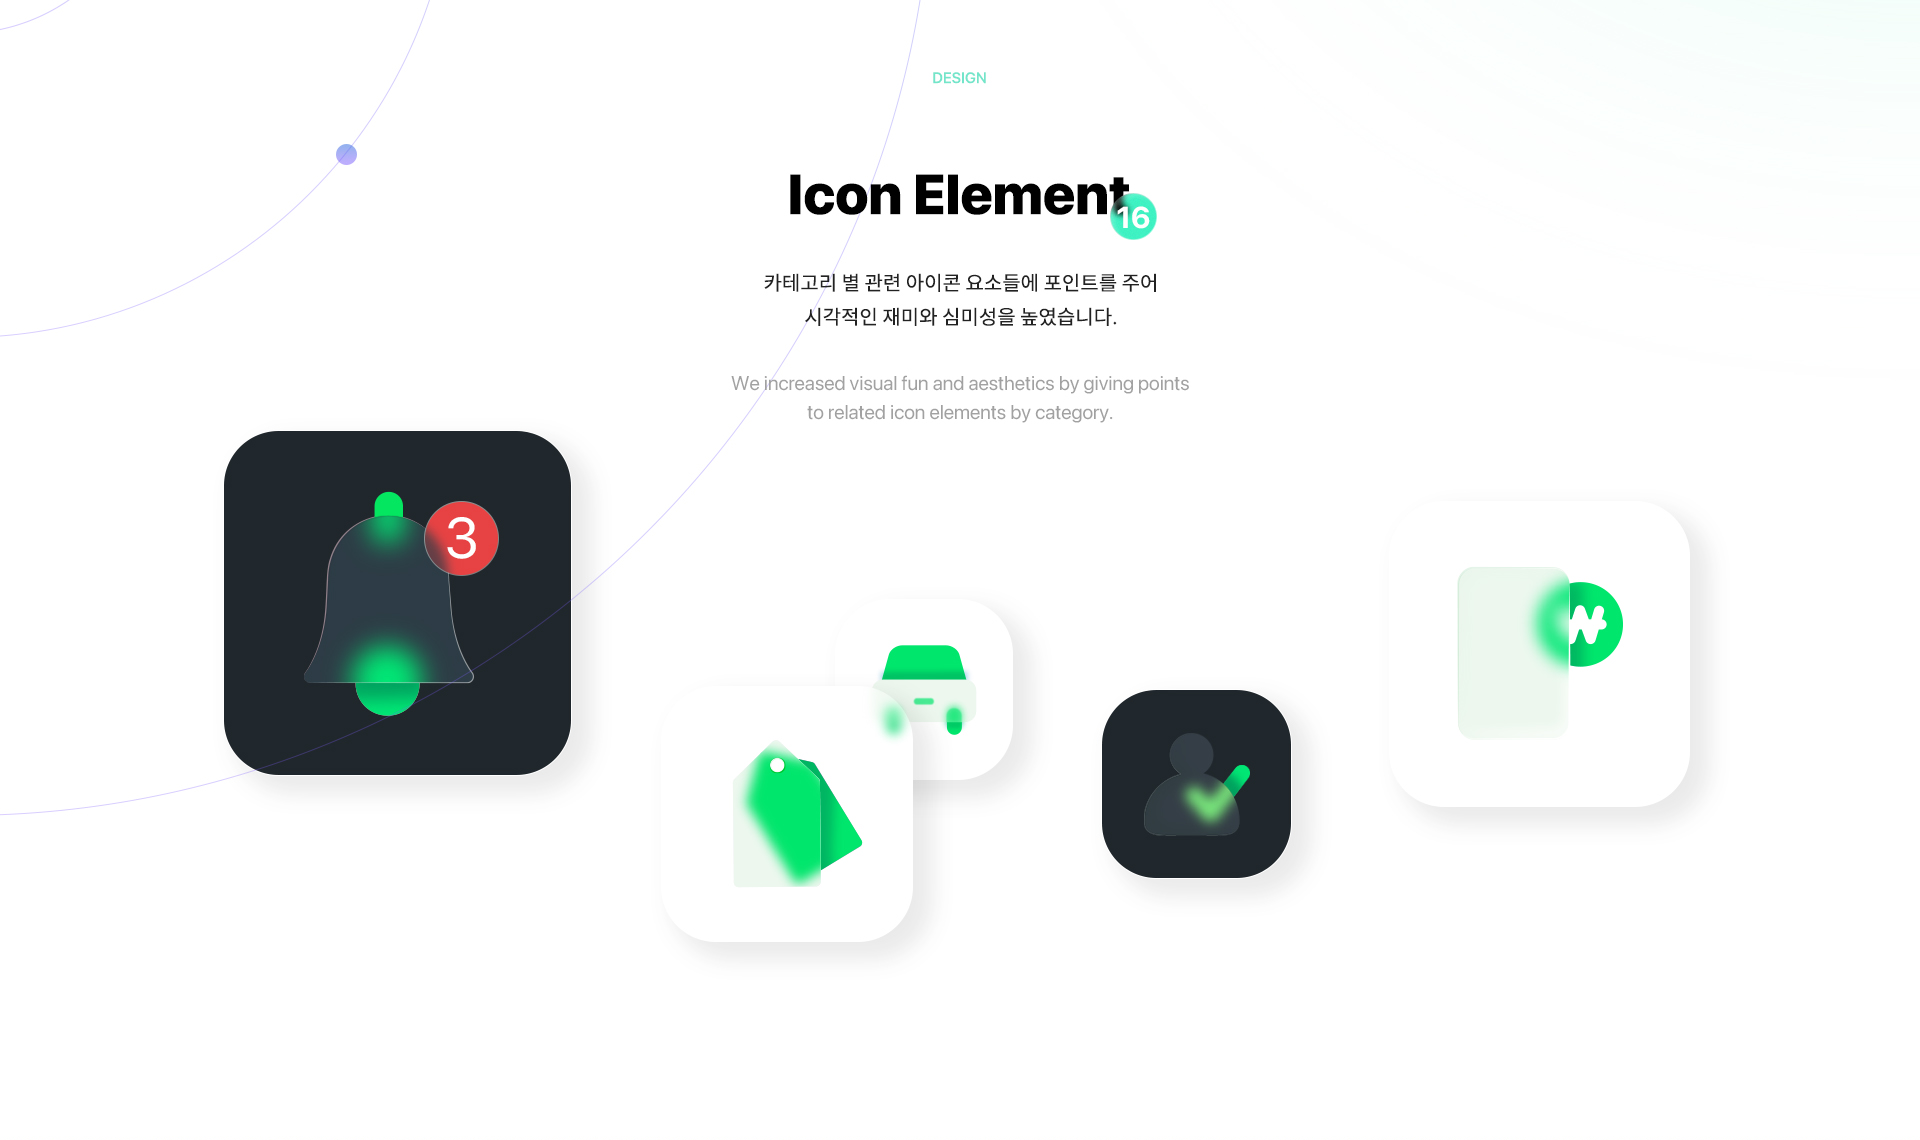 DESIGN
Icon Element
16
카테고리 별 관련 아이콘 요소들에 포인트를 주어
시각적인 재미와 심미성을 높였습니다.
We increased visual fun and aesthetics by giving points
to related icon elements by category.
3
₩